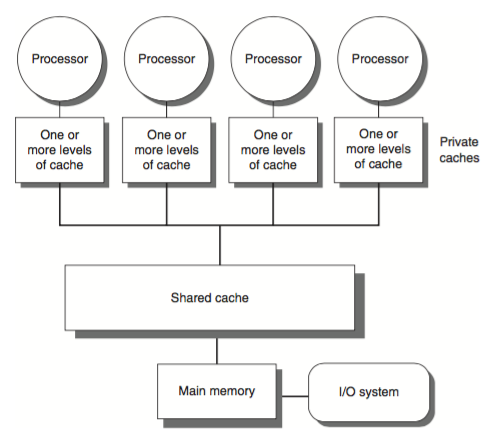 Processor
Processor
Processor
Processor
One or
more levels
of cache
One or
more levels
of cache
One or
more levels
of cache
One or
more levels
of cache
Private
caches
Shared cache
Main memory
I/O system